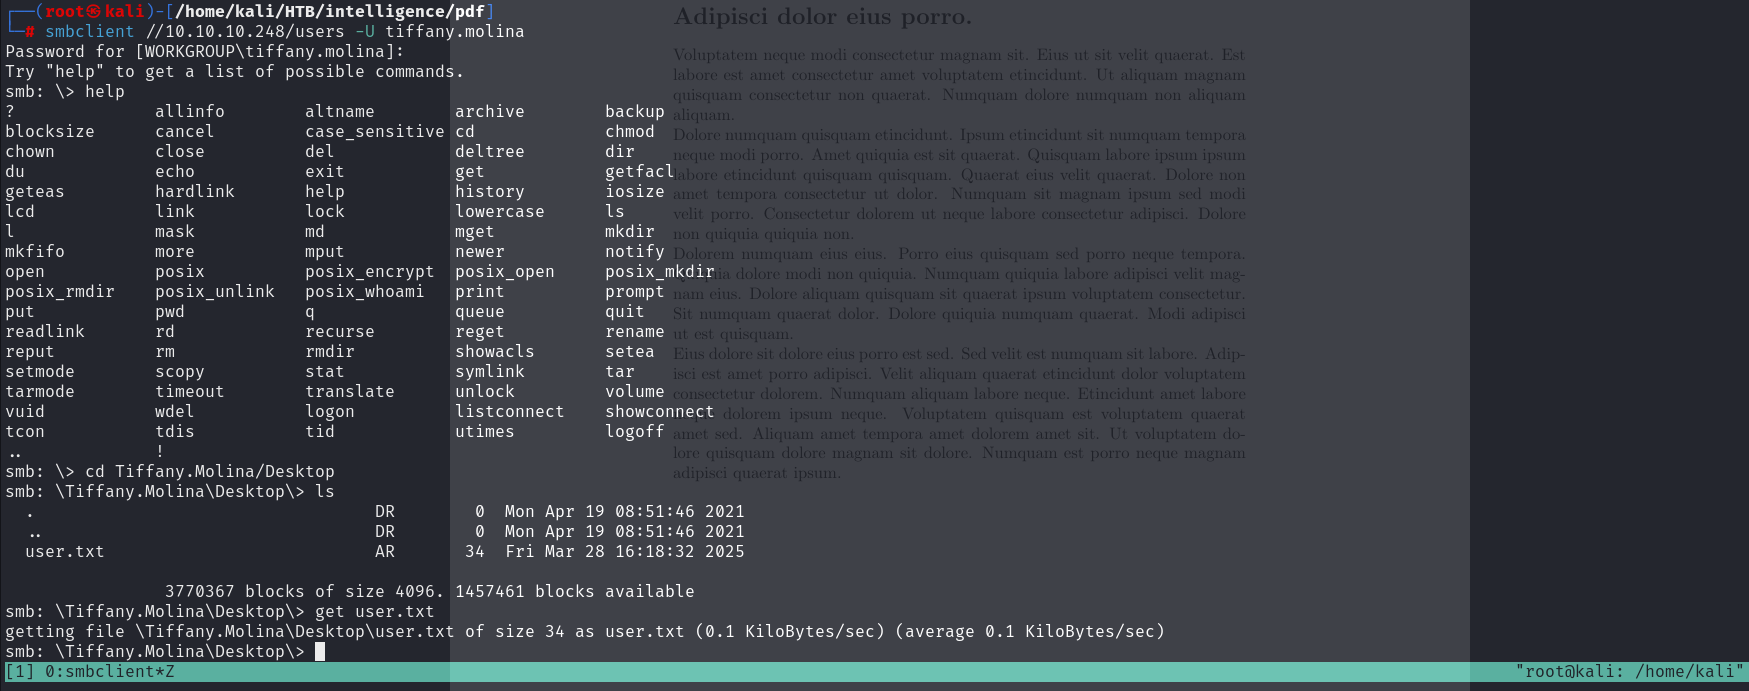 ┌──(root㉿kali)-[/home/kali/HTB/intelligence/pdf]
└─# smbclient //10.10.10.248/users -U tiffany.molina
Password for [WORKGROUP\tiffany.molina]:
Try "help" to get a list of possible commands.
smb: \> help
? allinfo altname archive backup
blocksize cancel case_sensitive cd chmod
chown close del deltree dir
du echo exit get getfacl
geteas hardlink help history iosize
lcd link lock lowercase ls
l mask md mget mkdir
mkfifo more mput newer notify
open posix posix_encrypt posix_open posix_mkdir
posix_rmdir posix_unlink posix_whoami print prompt
put pwd q queue quit
readlink rd recurse reget rename
reput rm rmdir showacls setea
setmode scopy stat symlink tar
tarmode timeout translate unlock volume
vuid wdel logon listconnect showconnect
tcon tdis tid utimes logoff
.. !
smb: \> cd Tiffany.Molina/Desktop
smb: \Tiffany.Molina\Desktop\> ls
. DR 0 Mon Apr 19 08:51:46 2021
.. DR 0 Mon Apr 19 08:51:46 2021
user.txt AR 34 Fri Mar 28 16:18:32 2025
3770367 blocks of size 4096. 1457461 blocks available
smb: \Tiffany.Molina\Desktop\> get user.txt
getting file \Tiffany.Molina\Desktop\user.txt of size 34 as user.txt (0.1 KiloBytes/sec) (average 0.1 KiloBytes/sec)
smb: \Tiffany.Molina\Desktop\>
[1] 0:smbclient*Z "root@kali: /home/kali"
Adipisci dolor eius porro.
Voluptatem neque modi consectetur magnam sit. Eius ut sit velit quaerat. Est
labore est amet consectetur amet voluptatem etincidunt. Ut aliquam magnam
quisquam consectetur non quaerat. Numquam dolore numquam non aliquam
aliquam.
Dolore numquam quisquam etincidunt. Ipsum etincidunt sit numquam tempora
neque modi porro. Amet quiquia est sit quaerat. Quisquam labore ipsum ipsum
labore etincidunt quisquam quisquam. Quaerat eius velit quaerat. Dolore non
amet tempora consectetur ut dolor. Numquam sit magnam ipsum sed modi
velit porro. Consectetur dolorem ut neque labore consectetur adipisci. Dolore
non quiquia quiquia non.
Dolorem numquam eius eius. Porro eius quisquam sed porro neque tempora.
dolore modi non quiquia. Numquam quiquia labore adipisci velit mag-
nam eius. Dolore aliquam quisquam sit quaerat ipsum voluptatem consectetur.
Sit numquam quaerat dolor. Dolore quiquia numquam quaerat. Modi adipisci
ut est quisquam.
Eius dolore sit dolore eius porro est sed. Sed velit est numquam sit labore. Adip-
isci est amet porro adipisci. Velit aliquam quaerat etincidunt dolor voluptatem
consectetur dolorem. Numquam aliquam labore neque. Etincidunt amet labore
dolorem ipsum neque. Voluptatem quisquam est voluptatem quaerat
amet sed. Aliquam amet tempora amet dolorem amet sit. Ut voluptatem do-
lore quisquam dolore magnam sit dolore. Numquam est porro neque magnam
adipisci quaerat ipsum.